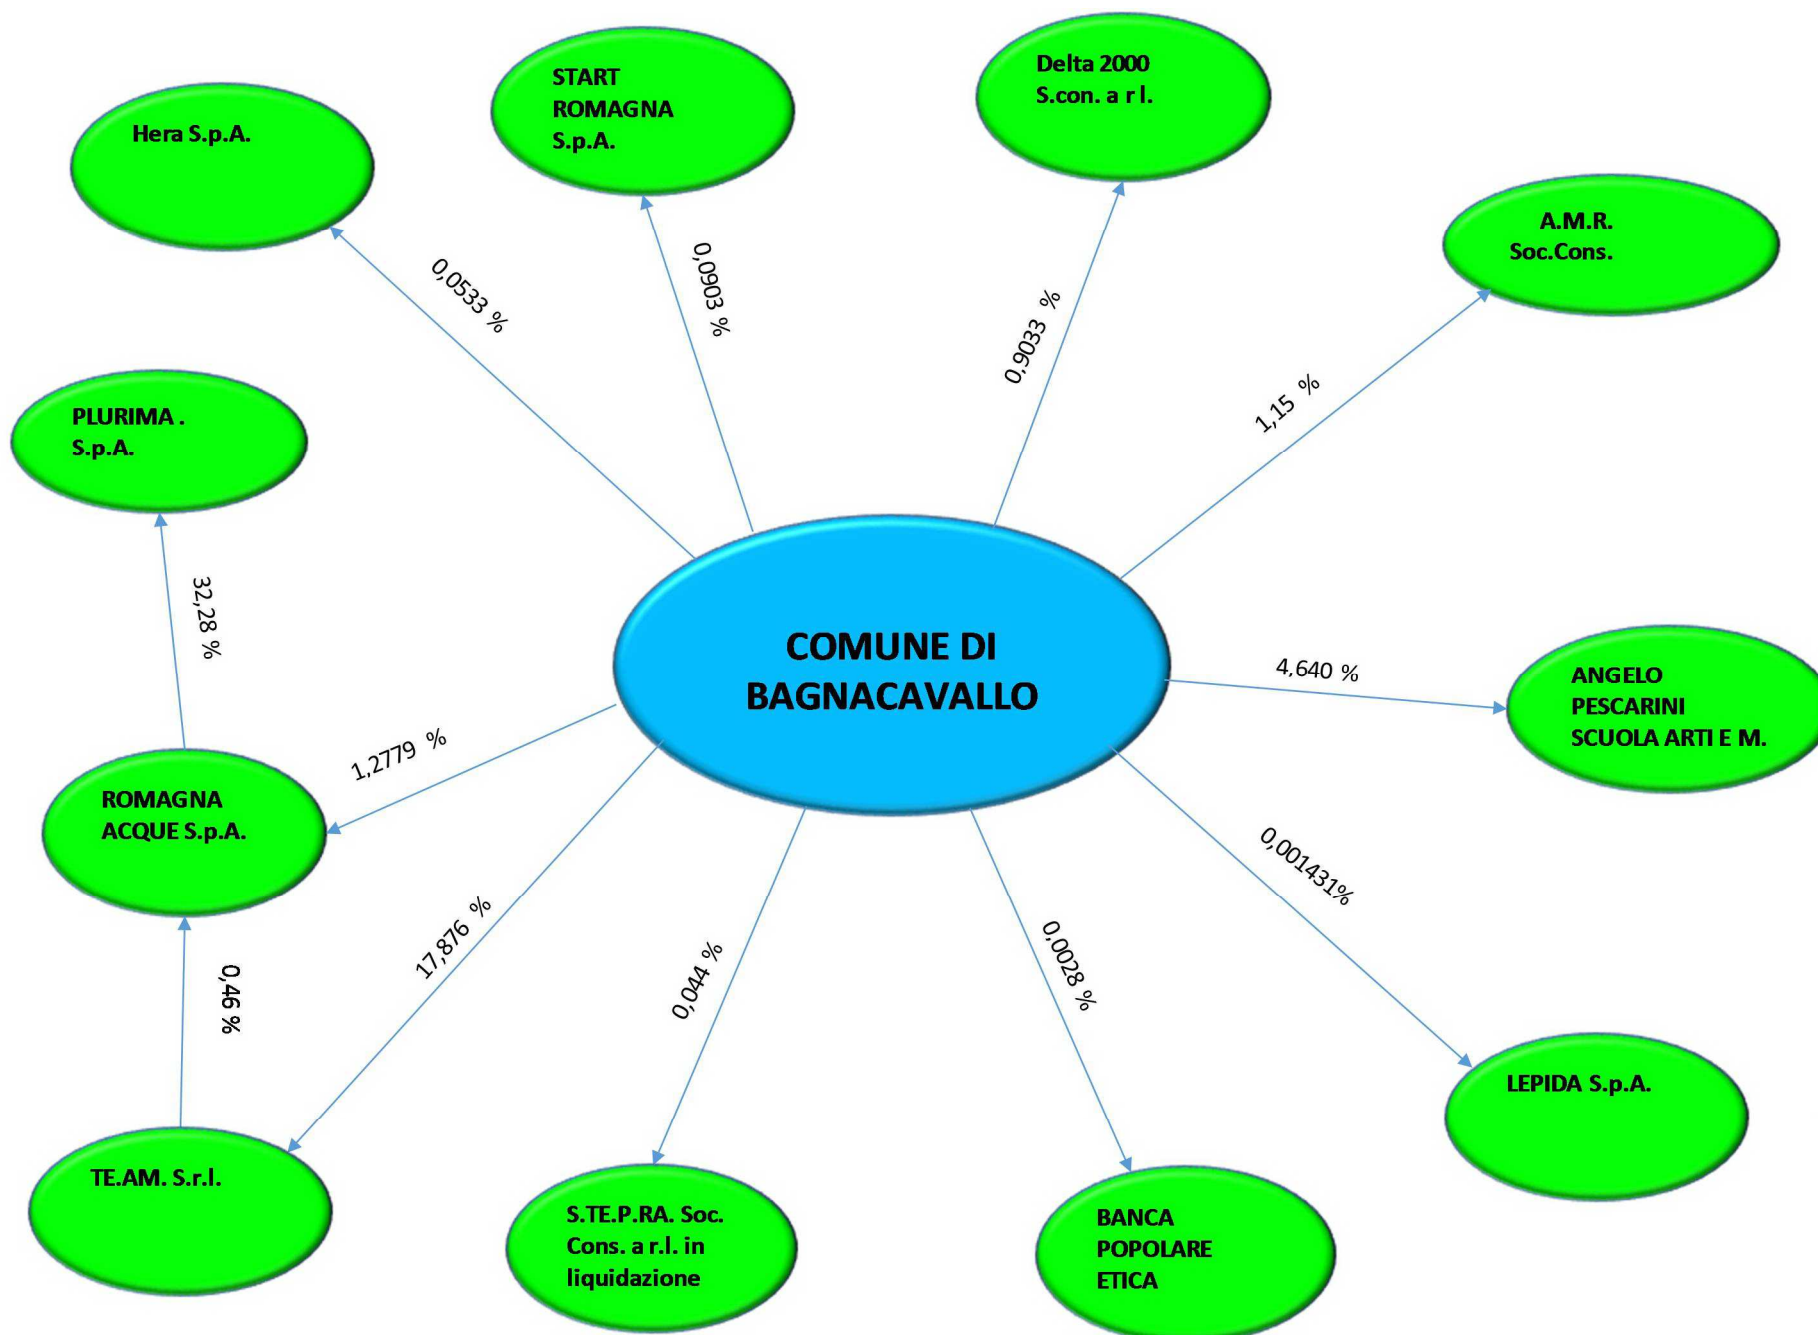 Hera S.p.A.
START
ROMAGNA
S.p.A.
Delta 2000
S.con. a r l.
A.M.R.
Soc.Cons.
0,0533 %
0,0903 %
0,9033 %
1,15 %
PLURIMA .
S.p.A.
32,28 %
COMUNE DI
BAGNACAVALLO
4,640 %
ANGELO
PESCARINI
SCUOLA ARTI E M.
1,2779 %
ROMAGNA
ACQUE S.p.A.
0,46 %
17,876 %
0,044 %
0,0028 %
0,001431%
LEPIDA S.p.A.
TE.AM. S.r.l.
S.TE.P.RA. Soc.
Cons. a r.l. in
liquidazione
BANCA
POPOLARE
ETICA